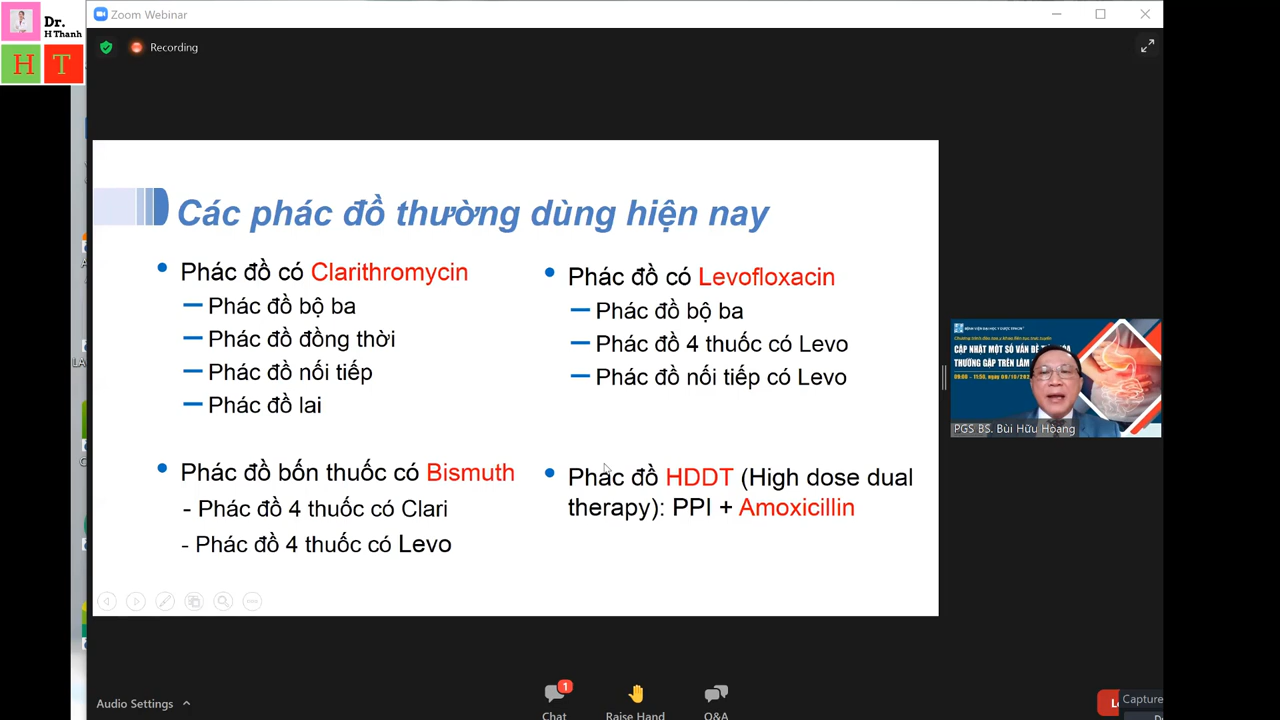 Dr.
H Thanh
H T
Zoom Webinar
Recording
Các phác đồ thường dùng hiện nay
Phác đồ có Clarithromycin
Phác đồ bộ ba
Phác đồ đồng thời
Phác đồ nối tiếp
Phác đồ lai
Phác đồ bốn thuốc có Bismuth
- Phác đồ 4 thuốc có Clari
- Phác đồ 4 thuốc có Levo
Phác đồ có Levofloxacin
Phác đồ bộ ba
Phác đồ 4 thuốc có Levo
Phác đồ nối tiếp có Levo
Phác đồ HDDT (High dose dual
therapy): PPI + Amoxicillin
CẬP NHẬT MỘT SỐ VẤN ĐỀ
THƯỜNG GẶP TRÊN LÂM
PGS BS. Bùi Hữu Hoàng
Audio Settings
1
Chat
Raise Hand
Q&A
Capture